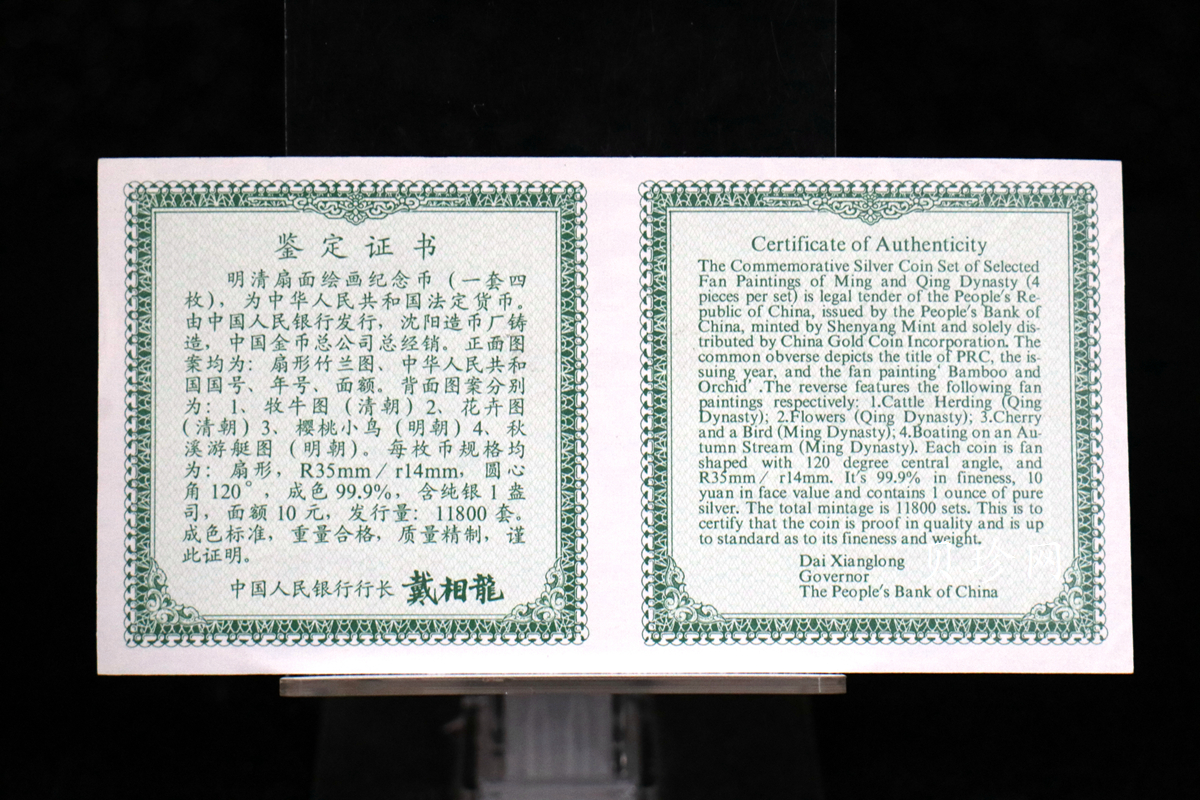 鉴定证书
明清扇面绘画纪念币（一套四
枚），为中华人民共和国法定货币。
由中国人民银行发行，沈阳造币厂铸
造，中国金币总公司总经销。正面图
案均为：扇形竹兰图、中华人民共和
国国号、年号、面额。背面图案分别
为：1、牧牛图（清朝）2、花卉图
（清朝）3、樱桃小鸟（明朝）4、秋
溪游艇图（明朝）。每枚币规格均
为：扇形，R35mm／r14mm，圆心
角120°，成色99.9%，含纯银1盎
司，面额10元，发行量：11800套。
成色标准，重量合格，质量精制，谨
此证明。
中国人民银行行长 戴相龍
Certificate of Authenticity
The Commemorative Silver Coin Set of Selected
Fan Paintings of Ming and Qing Dynasty (4
pieces per set) is legal tender of the People's Re-
public of China, issued by the People's Bank of
China, minted by Shenyang Mint and solely dis-
tributed by China Gold Coin Incorporation. The
common obverse depicts the title of PRC, the is-
suing year, and the fan painting' Bamboo and
Orchid' .The reverse features the following fan
paintings respectively: 1.Cattle Herding (Qing
Dynasty); 2.Flowers (Qing Dynasty); 3.Cherry
and a Bird (Ming Dynasty); 4.Boating on an Au-
tumn Stream (Ming Dynasty). Each coin is fan
shaped with 120 degree central angle, and
R35mm／r14mm. It's 99.9% in fineness, 10
yuan in face value and contains 1 ounce of pure
silver. The total mintage is 11800 sets. This is to
certify that the coin is proof in quality and is up
to standard as to its fineness and weight.
Dai Xianglong
Governor
The People's Bank of China